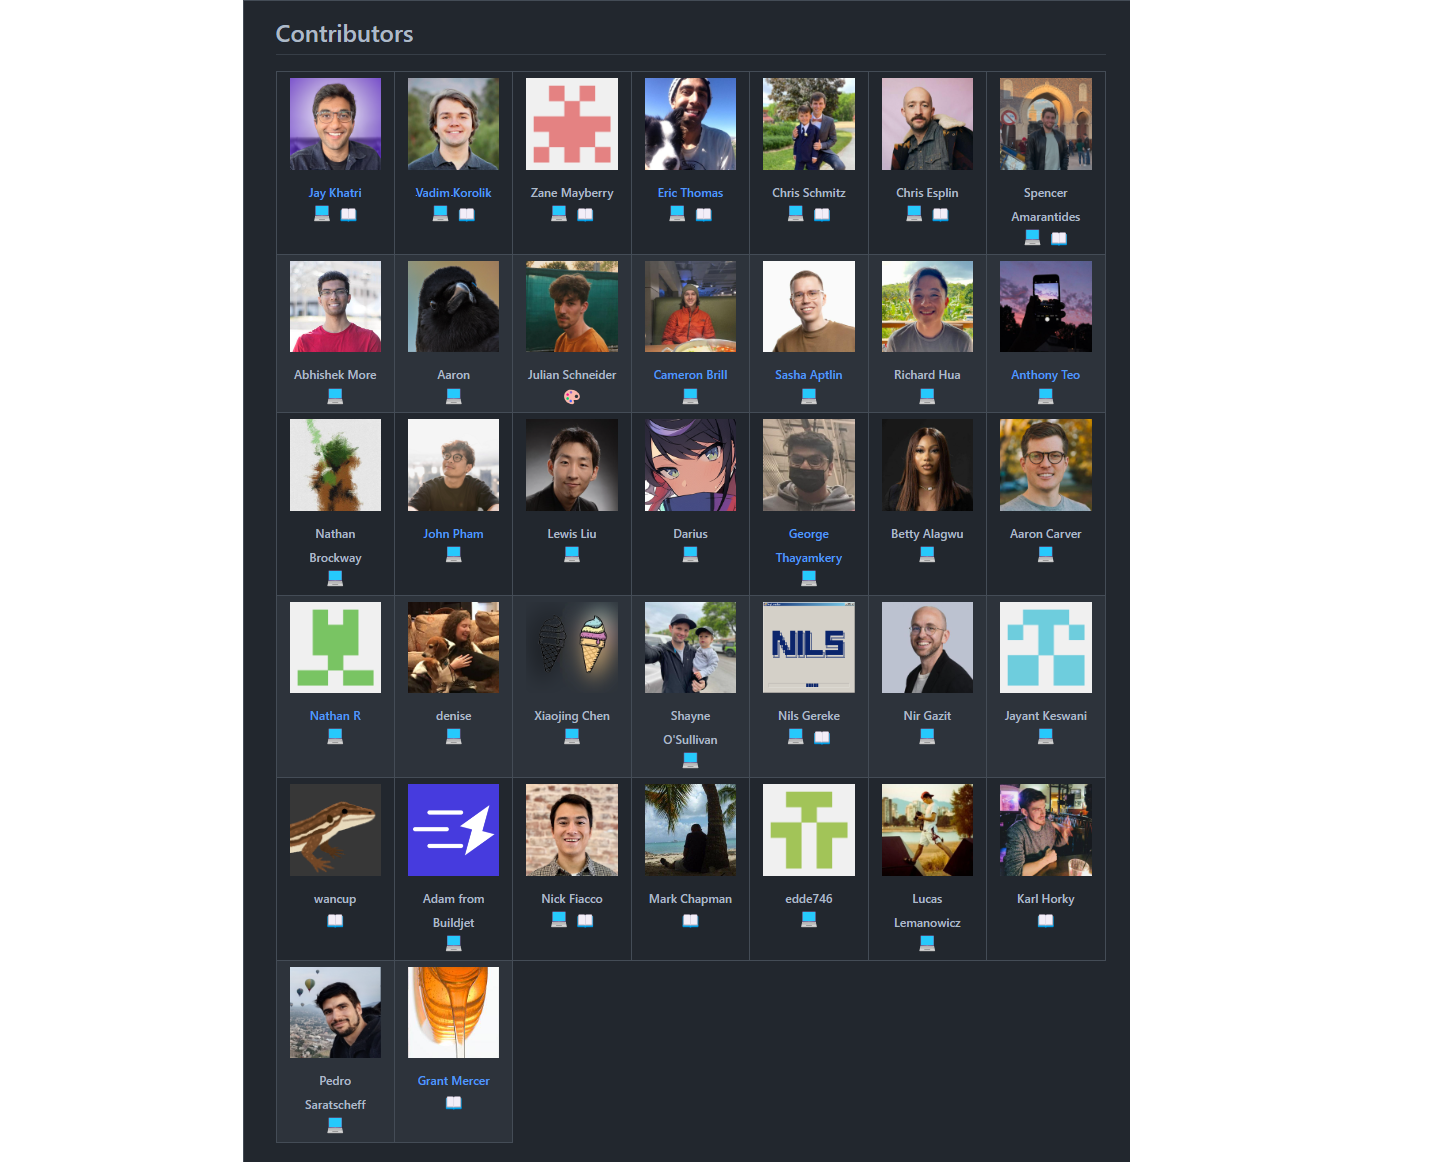 Contributors
Jay Khatri
Vadim Korolik
Zane Mayberry
Eric Thomas
Chris Schmitz
Chris Esplin
Spencer
Amarantides
Abhishek More
Aaron
Julian Schneider
Cameron Brill
Sasha Aptlin
Richard Hua
Anthony Teo
Nathan
Brockway
John Pham
Lewis Liu
Darius
George
Thayamkery
Betty Alagwu
Aaron Carver
NILS
Nathan R
denise
Xiaojing Chen
Shayne
O'Sullivan
Nils Gereke
Nir Gazit
Jayant Keswani
wancup
Adam from
Buildjet
Nick Fiacco
Mark Chapman
edde746
Lucas
Lemanowicz
Karl Horky
Pedro
Saratscheff
Grant Mercer